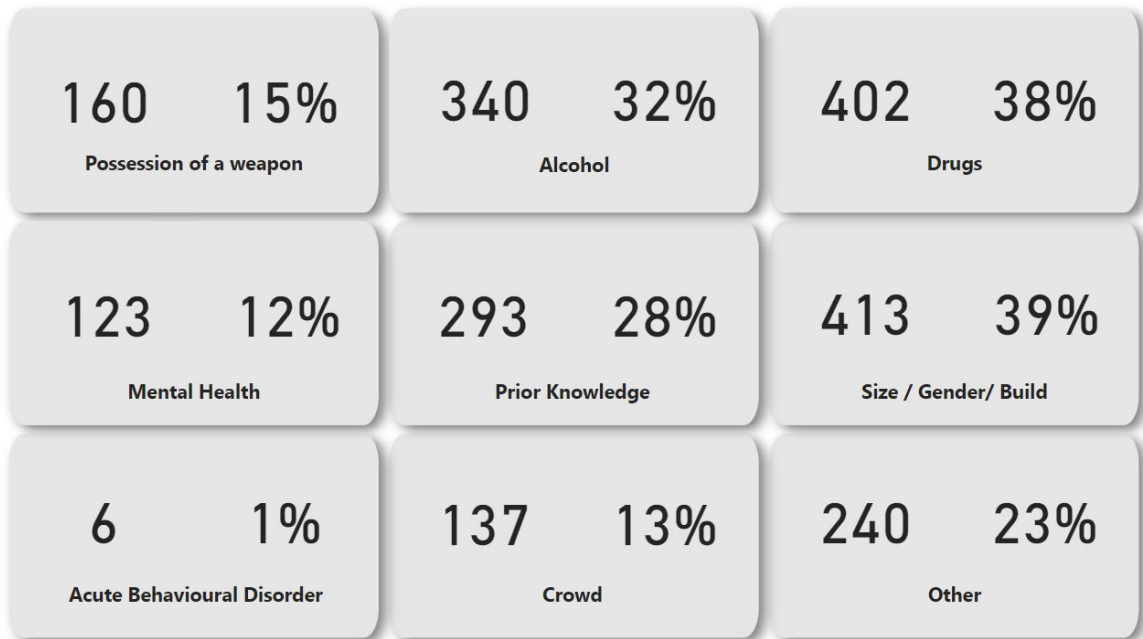 160 15%
Possession of a weapon
340 32%
Alcohol
402 38%
Drugs
123 12%
Mental Health
293 28%
Prior Knowledge
413 39%
Size / Gender/ Build
6 1%
Acute Behavioural Disorder
137 13%
Crowd
240 23%
Other